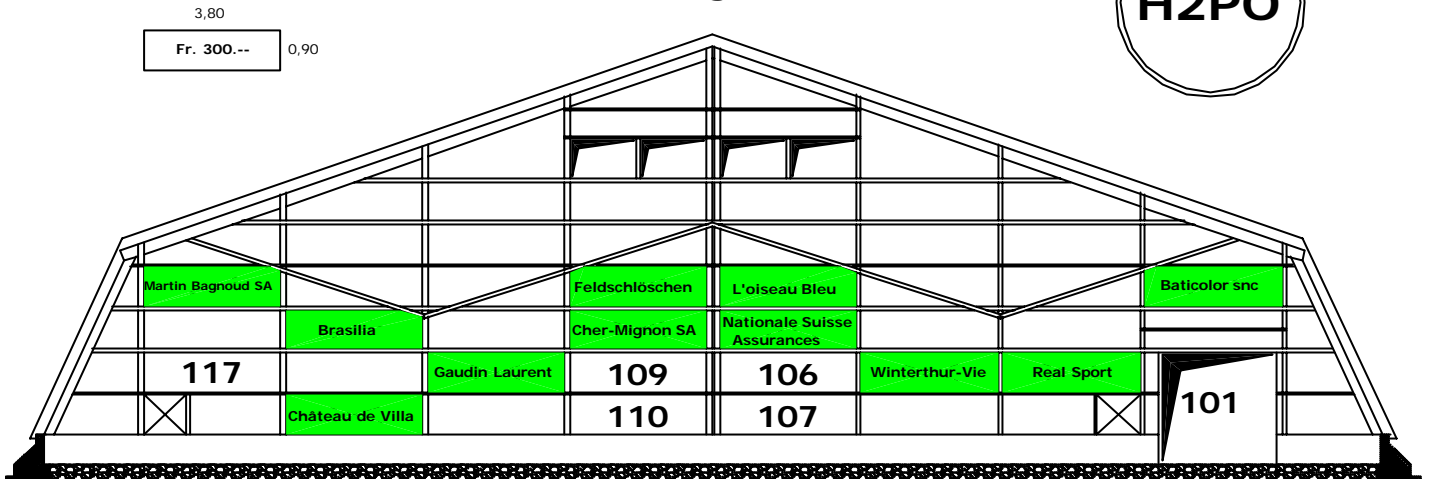 H2PO
3,80
Fr. 300.--
0,90
Martin Bagnoud SA
Feldschlöschen
L'oiseau Bleu
Baticolor snc
Brasilia
Cher-Mignon SA
Nationale Suisse
Assurances
117
Gaudin Laurent
109
106
Winterthur-Vie
Real Sport
101
Château de Villa
110
107